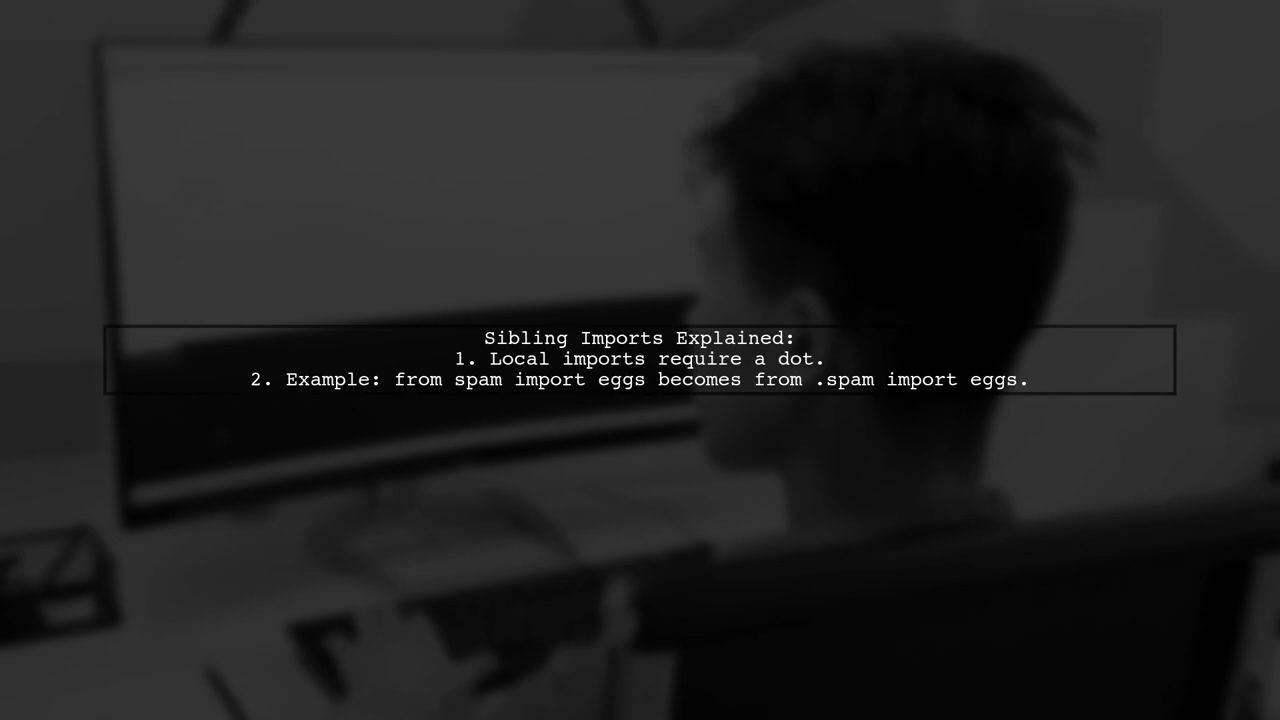 Sibling Imports Explained:
1. Local imports require a dot.
2. Example: from spam import eggs becomes from .spam import eggs.